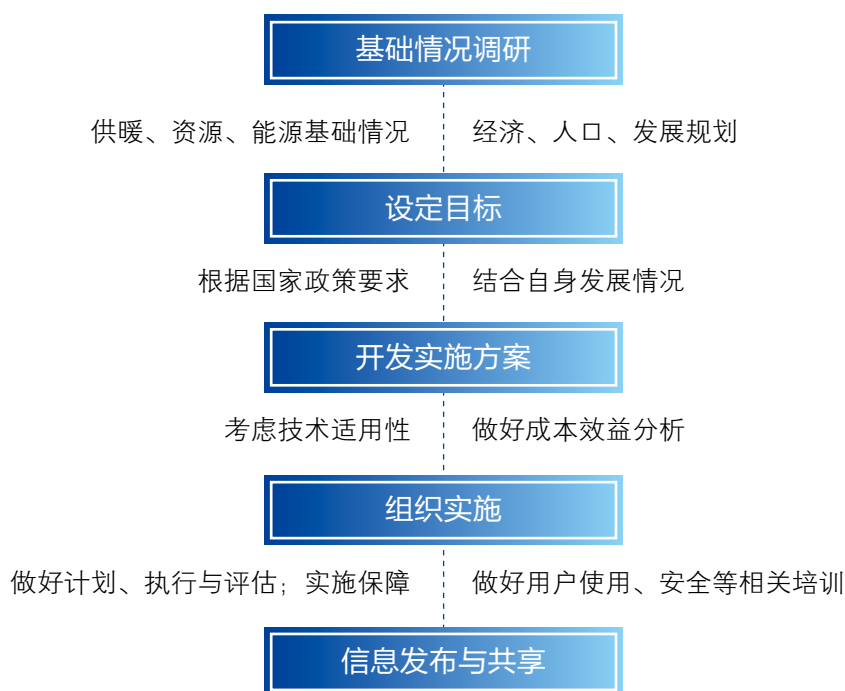 基础情况调研
供暖、资源、能源基础情况
经济、人口、发展规划
设定目标
根据国家政策要求
结合自身发展情况
开发实施方案
考虑技术适用性
做好成本效益分析
组织实施
做好计划、执行与评估；实施保障
做好用户使用、安全等相关培训
信息发布与共享